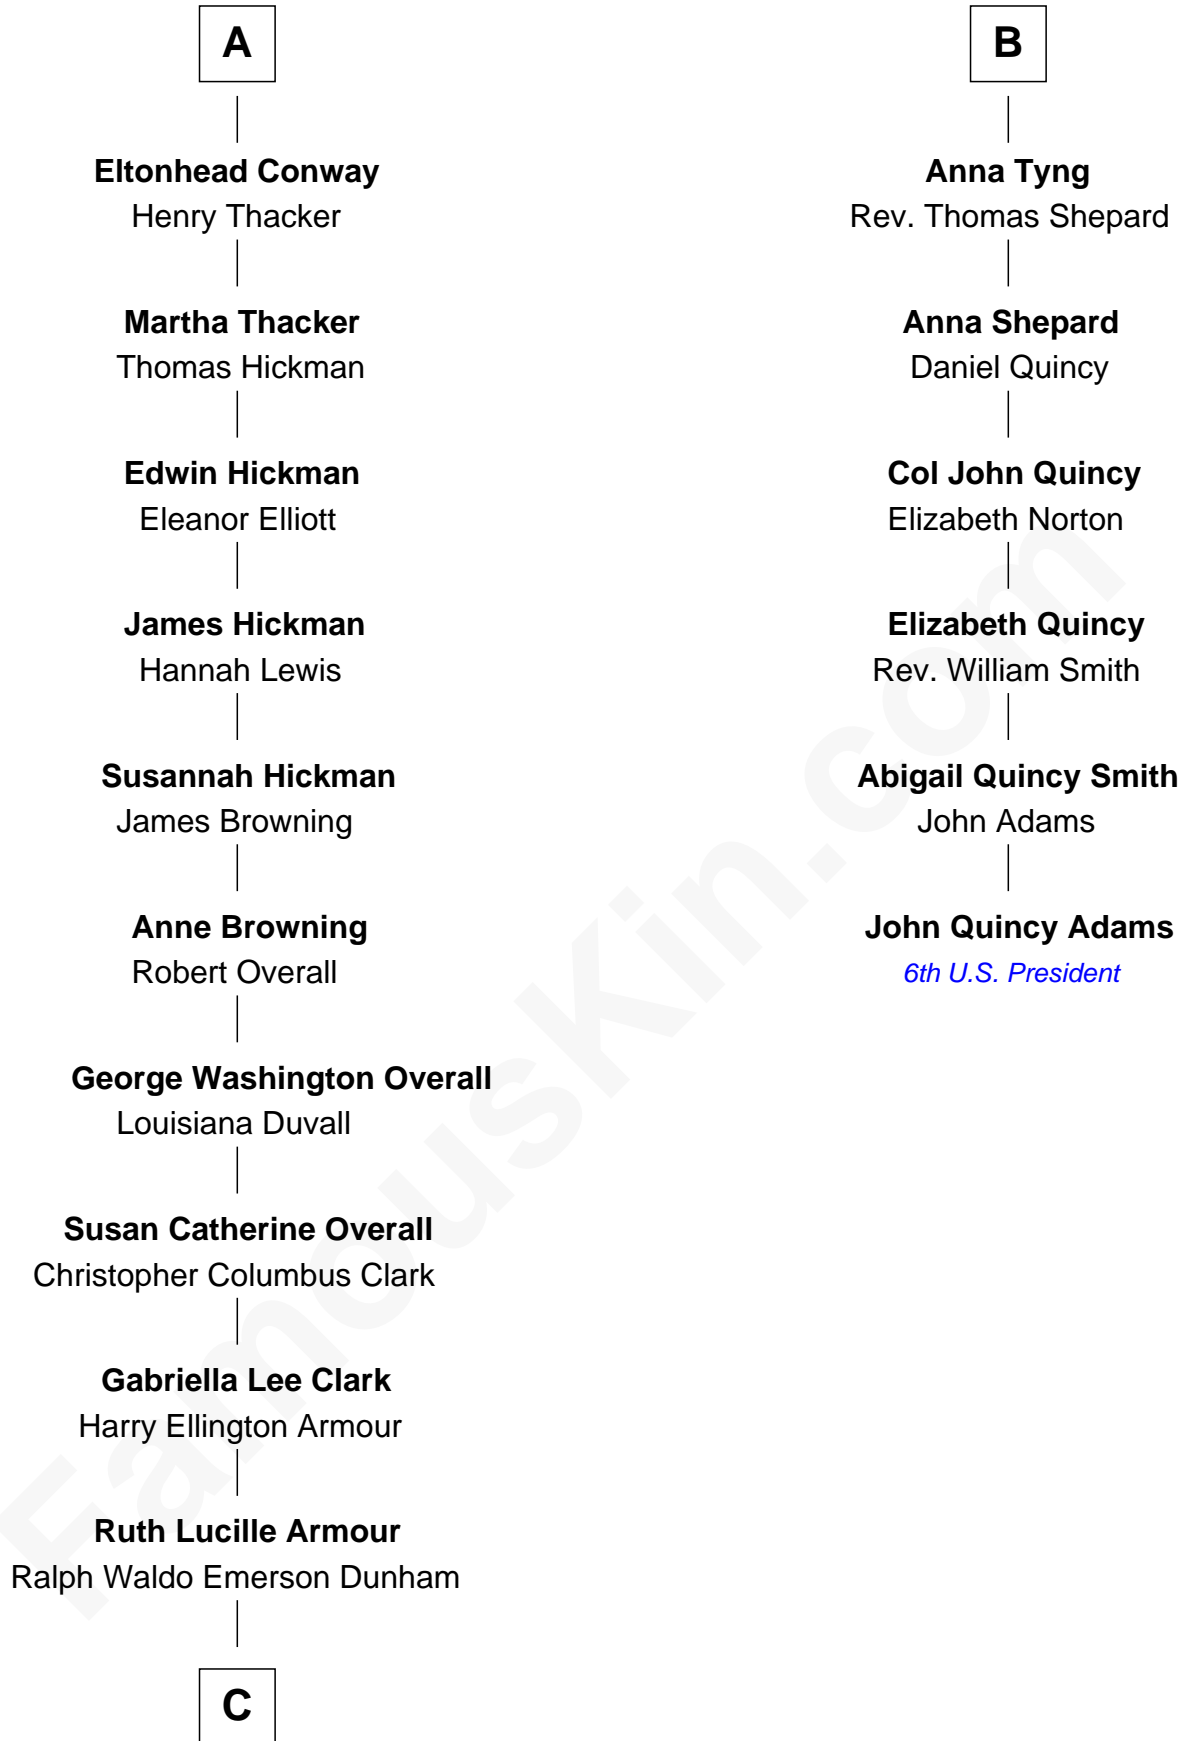 A
Eltonhead Conway
Henry Thacker
Martha Thacker
Thomas Hickman
Edwin Hickman
Eleanor Elliott
James Hickman
Hannah Lewis
Susannah Hickman
James Browning
Anne Browning
Robert Overall
George Washington Overall
Louisiana Duvall
Susan Catherine Overall
Christopher Columbus Clark
Gabriella Lee Clark
Harry Ellington Armour
Ruth Lucille Armour
Ralph Waldo Emerson Dunham
C
B
Anna Tyng
Rev. Thomas Shepard
Anna Shepard
Daniel Quincy
Col John Quincy
Elizabeth Norton
Elizabeth Quincy
Rev. William Smith
Abigail Quincy Smith
John Adams
John Quincy Adams
6th U.S. President
FamousKin.com